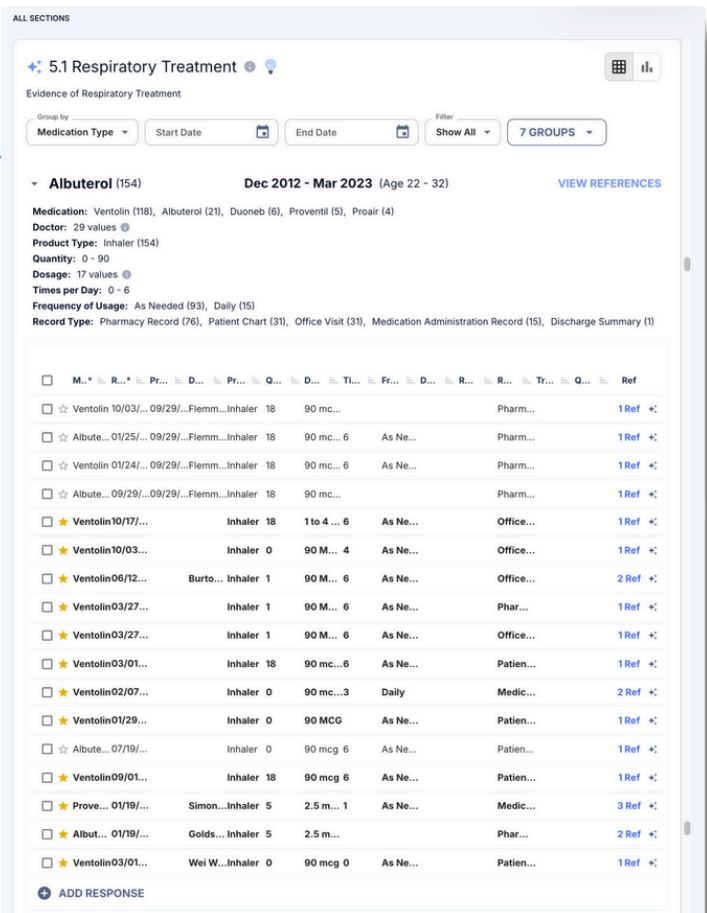 ALL SECTIONS
5.1 Respiratory Treatment
Evidence of Respiratory Treatment
Group by
Medication Type
Start Date
End Date
Filter
Show All
7 GROUPS
Albuterol (154) Dec 2012 - Mar 2023 (Age 22 - 32) VIEW REFERENCES
Medication: Ventolin (118), Albuterol (21), Duoneb (6), Proventil (5), Proair (4)
Doctor: 29 values
Product Type: Inhaler (154)
Quantity: 0 - 90
Dosage: 17 values
Times per Day: 0 - 6
Frequency of Usage: As Needed (93), Daily (15)
Record Type: Pharmacy Record (76), Patient Chart (31), Office Visit (31), Medication Administration Record (15), Discharge Summary (1)
M..* R...* Pr... D... Pr... Q... D... Ti... Fr... D... R... R... Tr... Q... Ref
Ventolin 10/03/... 09/29/... Flemm... Inhaler 18 90 mc... Pharm... 1 Ref
Albute... 01/25/... 09/29/... Flemm... Inhaler 18 90 mc... 6 As Ne... Pharm... 1 Ref
Ventolin 01/24/... 09/29/... Flemm... Inhaler 18 90 mc... 6 As Ne... Pharm... 1 Ref
Albute... 09/29/... 09/29/... Flemm... Inhaler 18 90 mc... Pharm... 1 Ref
Ventolin 10/17/... Inhaler 18 1 to 4 ... 6 As Ne... Office... 1 Ref
Ventolin 10/03... Inhaler 0 90 M... 4 As Ne... Office... 1 Ref
Ventolin 06/12... Burto... Inhaler 1 90 M... 6 As Ne... Office... 2 Ref
Ventolin 03/27... Inhaler 1 90 M... 6 As Ne... Phar... 1 Ref
Ventolin 03/27... Inhaler 1 90 M... 6 As Ne... Office... 1 Ref
Ventolin 03/01... Inhaler 18 90 mc... 6 As Ne... Patien... 1 Ref
Ventolin 02/07... Inhaler 0 90 mc... 3 Daily Medic... 2 Ref
Ventolin 01/29... Inhaler 0 90 MCG As Ne... Patien... 1 Ref
Albute... 07/19/... Inhaler 0 90 mcg 6 As Ne... Patien... 1 Ref
Ventolin 09/01... Inhaler 18 90 mcg 6 As Ne... Patien... 1 Ref
Prove... 01/19/... Simon... Inhaler 5 2.5 m... 1 As Ne... Medic... 3 Ref
Albut... 01/19/... Golds... Inhaler 5 2.5 m... Phar... 2 Ref
Ventolin 03/01... Wei W... Inhaler 0 90 mcg 0 As Ne... Patien... 1 Ref
ADD RESPONSE